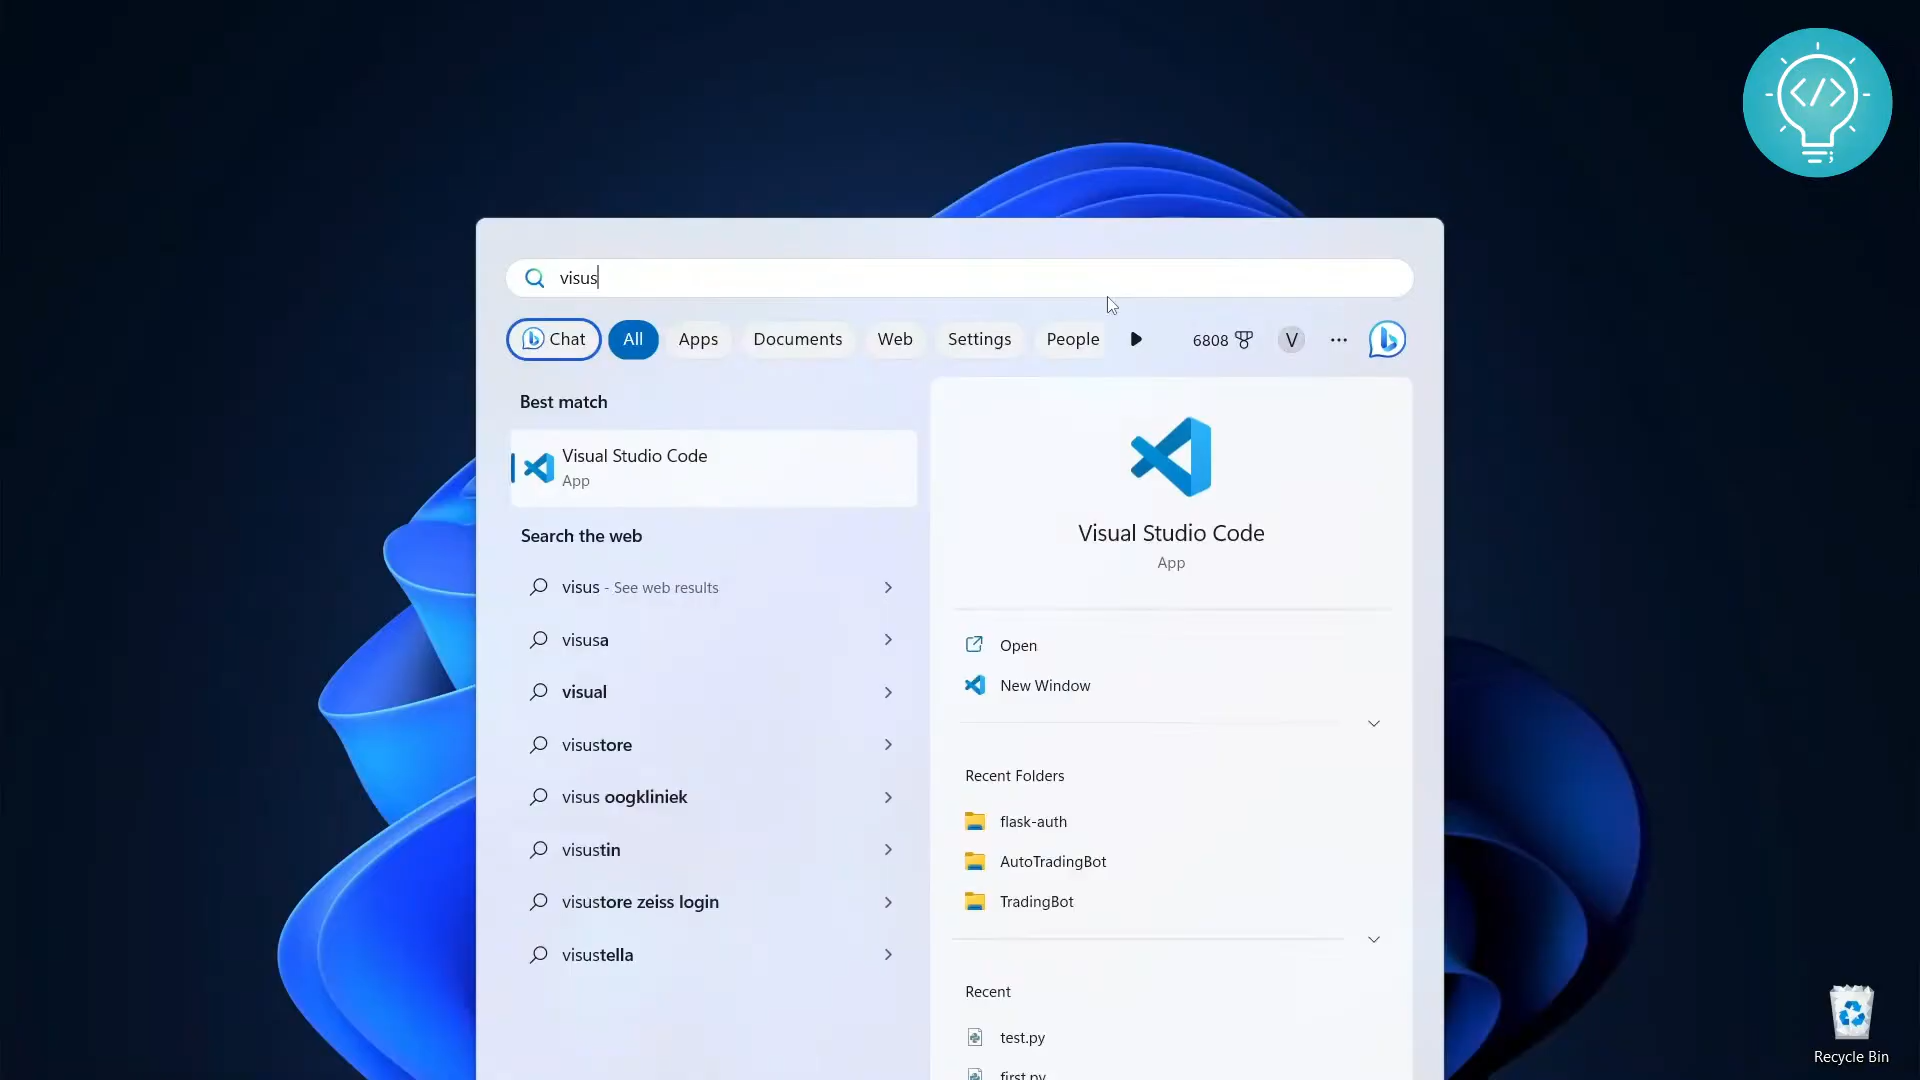 visus
Chat
All
Apps
Documents
Web
Settings
People
6808
V
Best match
Visual Studio Code
App
Search the web
visus - See web results
visusa
visual
visustore
visus oogkliniek
visustin
visustore zeiss login
visustella
Visual Studio Code
App
Open
New Window
Recent Folders
flask-auth
AutoTradingBot
TradingBot
Recent
test.py
first.py
Recycle Bin